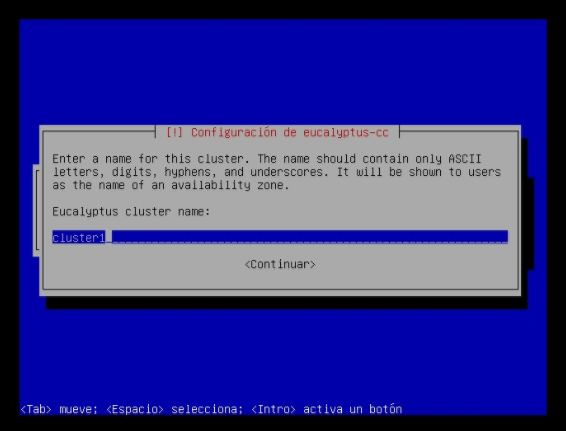 [!] Configuración de eucalyptus-cc
Enter a name for this cluster. The name should contain only ASCII
letters, digits, hyphens, and underscores. It will be shown to users
as the name of an availability zone.
Eucalyptus cluster name:
cluster1
<Continuar>
<Tab> mueve; <Espacio> selecciona; <Intro> activa un botón